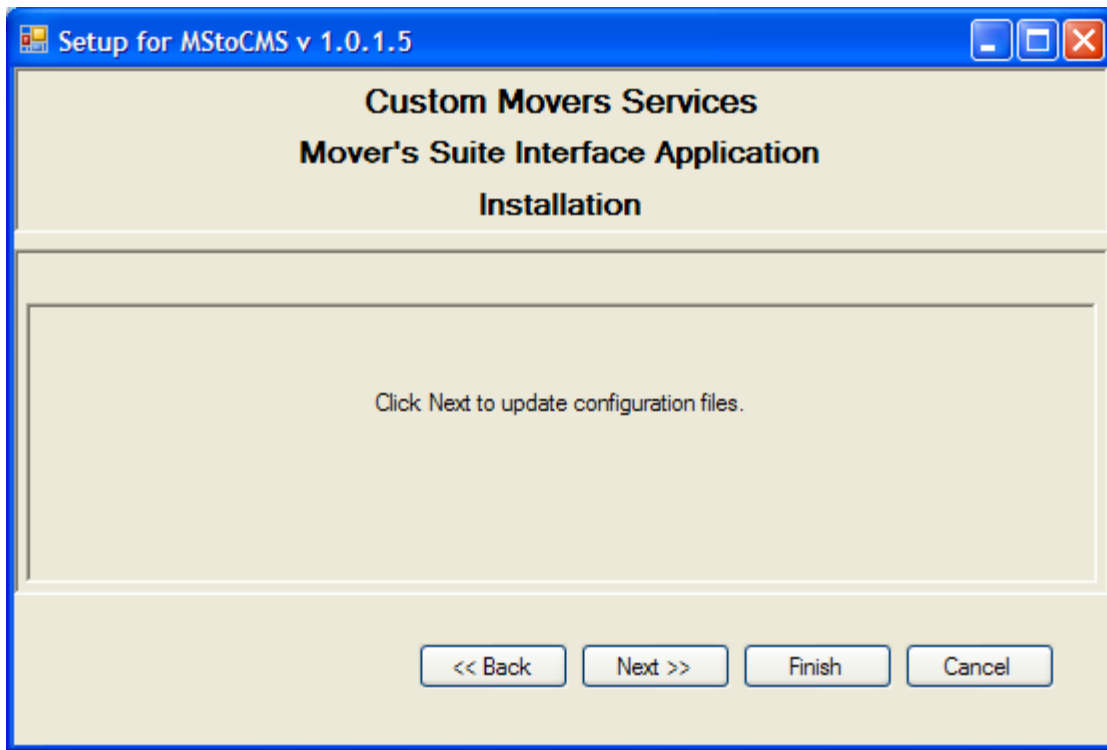 Setup for MStoCMS v 1.0.1.5
Custom Movers Services
Mover's Suite Interface Application
Installation
Click Next to update configuration files.
<< Back Next >> Finish Cancel